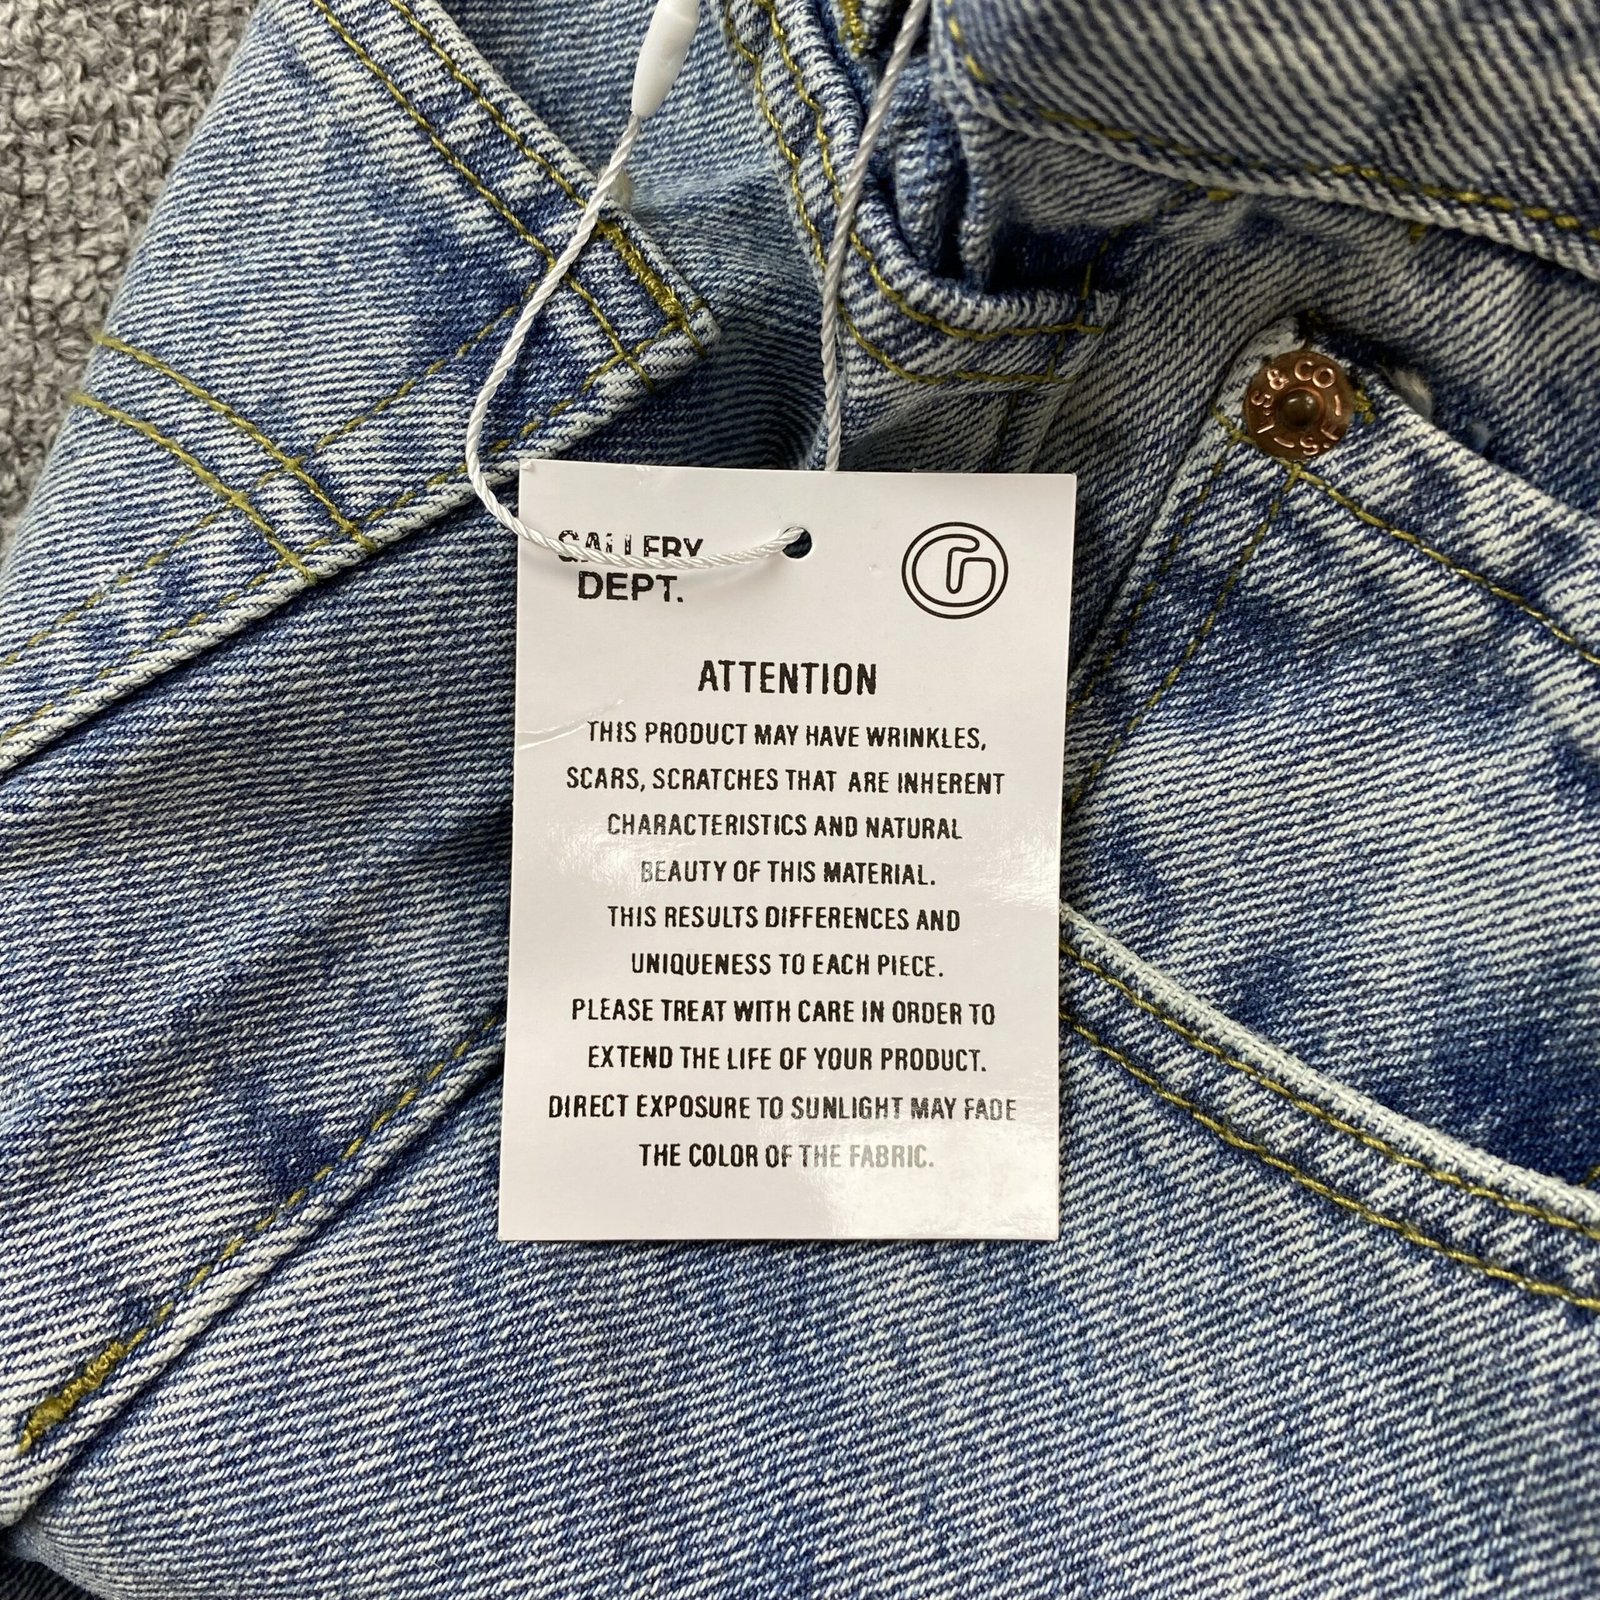 & CO
L.S.
S.F.
GALLERY
DEPT.
ATTENTION
THIS PRODUCT MAY HAVE WRINKLES,
SCARS, SCRATCHES THAT ARE INHERENT
CHARACTERISTICS AND NATURAL
BEAUTY OF THIS MATERIAL.
THIS RESULTS DIFFERENCES AND
UNIQUENESS TO EACH PIECE.
PLEASE TREAT WITH CARE IN ORDER TO
EXTEND THE LIFE OF YOUR PRODUCT.
DIRECT EXPOSURE TO SUNLIGHT MAY FADE
THE COLOR OF THE FABRIC.